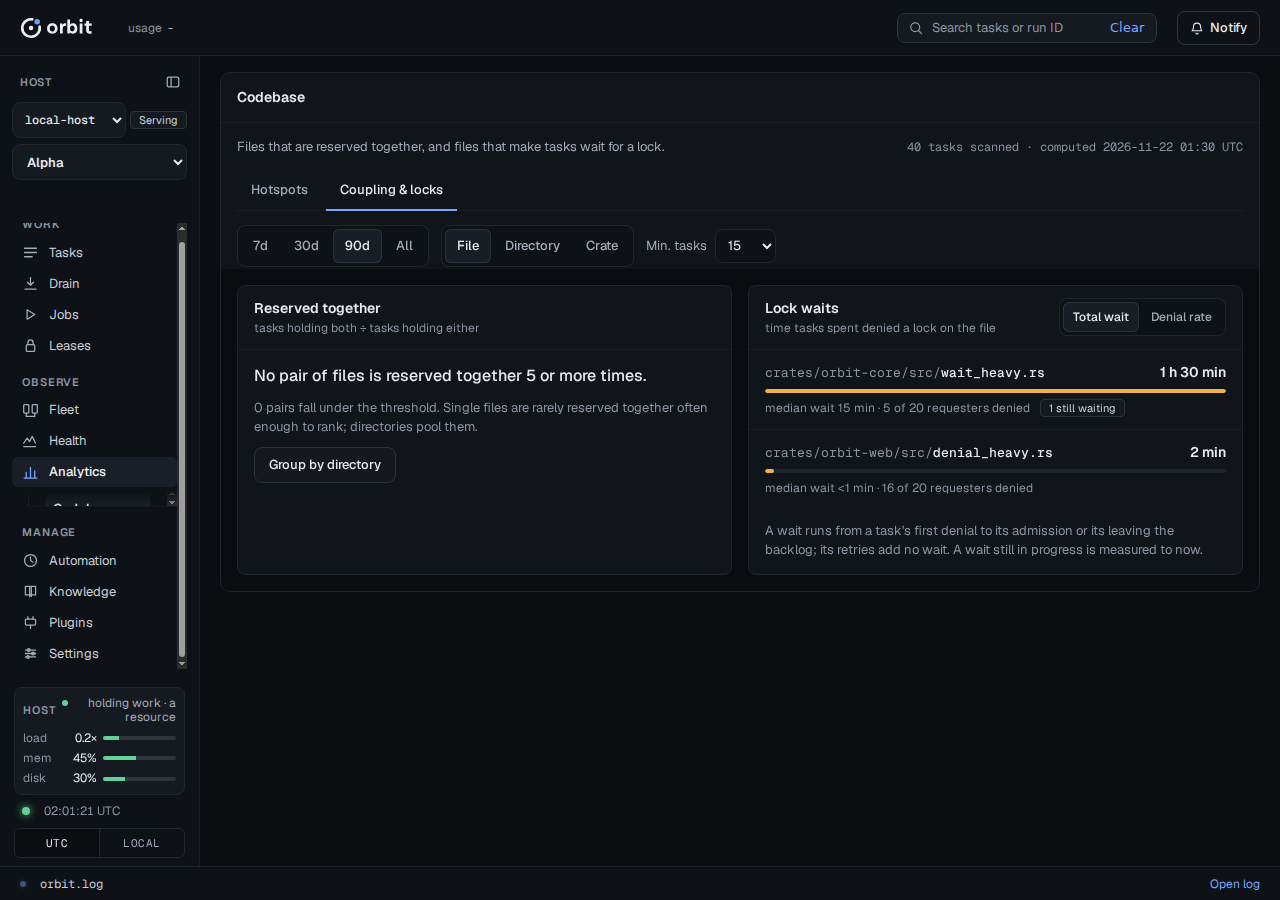 orbit
usage -
Search tasks or run ID
Clear
Notify
HOST
local-host
Serving
Alpha
WORK
Tasks
Drain
Jobs
Leases
OBSERVE
Fleet
Health
Analytics
MANAGE
Automation
Knowledge
Plugins
Settings
HOST
holding work · a
resource
load 0.2×
mem 45%
disk 30%
02:01:21 UTC
UTC LOCAL
Codebase
Files that are reserved together, and files that make tasks wait for a lock.
40 tasks scanned · computed 2026-11-22 01:30 UTC
Hotspots Coupling & locks
7d 30d 90d All File Directory Crate Min. tasks 15
Reserved together
tasks holding both ÷ tasks holding either
No pair of files is reserved together 5 or more times.
0 pairs fall under the threshold. Single files are rarely reserved together often
enough to rank; directories pool them.
Group by directory
Lock waits
time tasks spent denied a lock on the file
Total wait Denial rate
crates/orbit-core/src/wait_heavy.rs 1 h 30 min
median wait 15 min · 5 of 20 requesters denied 1 still waiting
crates/orbit-web/src/denial_heavy.rs 2 min
median wait <1 min · 16 of 20 requesters denied
A wait runs from a task's first denial to its admission or its leaving the
backlog; its retries add no wait. A wait still in progress is measured to now.
orbit.log
Open log